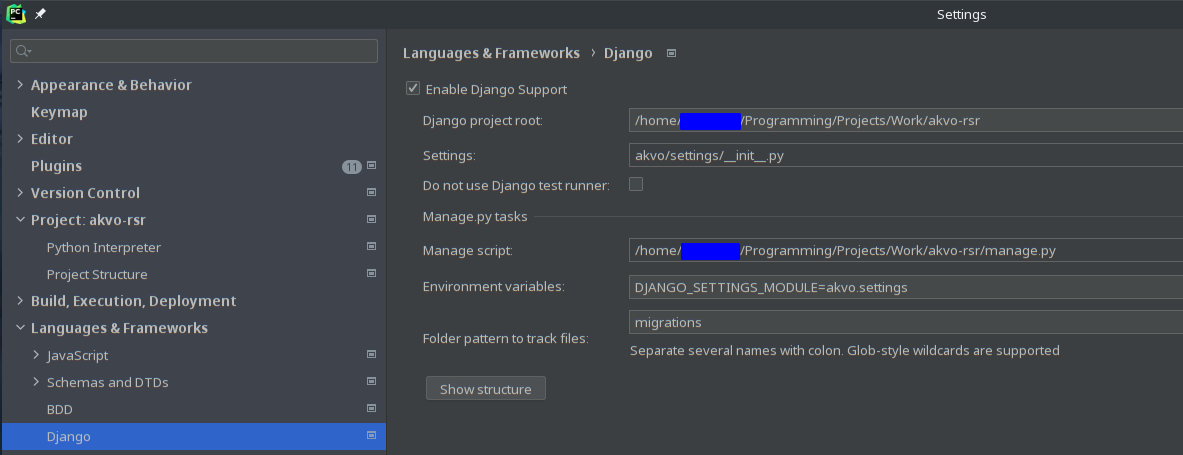 PC
Settings
Appearance & Behavior
Keymap
Editor
Plugins 11
Version Control
Project: akvo-rsr
Python Interpreter
Project Structure
Build, Execution, Deployment
Languages & Frameworks
JavaScript
Schemas and DTDs
BDD
Django
Languages & Frameworks › Django
Enable Django Support
Django project root: /home/ /Programming/Projects/Work/akvo-rsr
Settings: akvo/settings/__init__.py
Do not use Django test runner:
Manage.py tasks
Manage script: /home/ /Programming/Projects/Work/akvo-rsr/manage.py
Environment variables: DJANGO_SETTINGS_MODULE=akvo.settings
Folder pattern to track files: migrations
Separate several names with colon. Glob-style wildcards are supported
Show structure